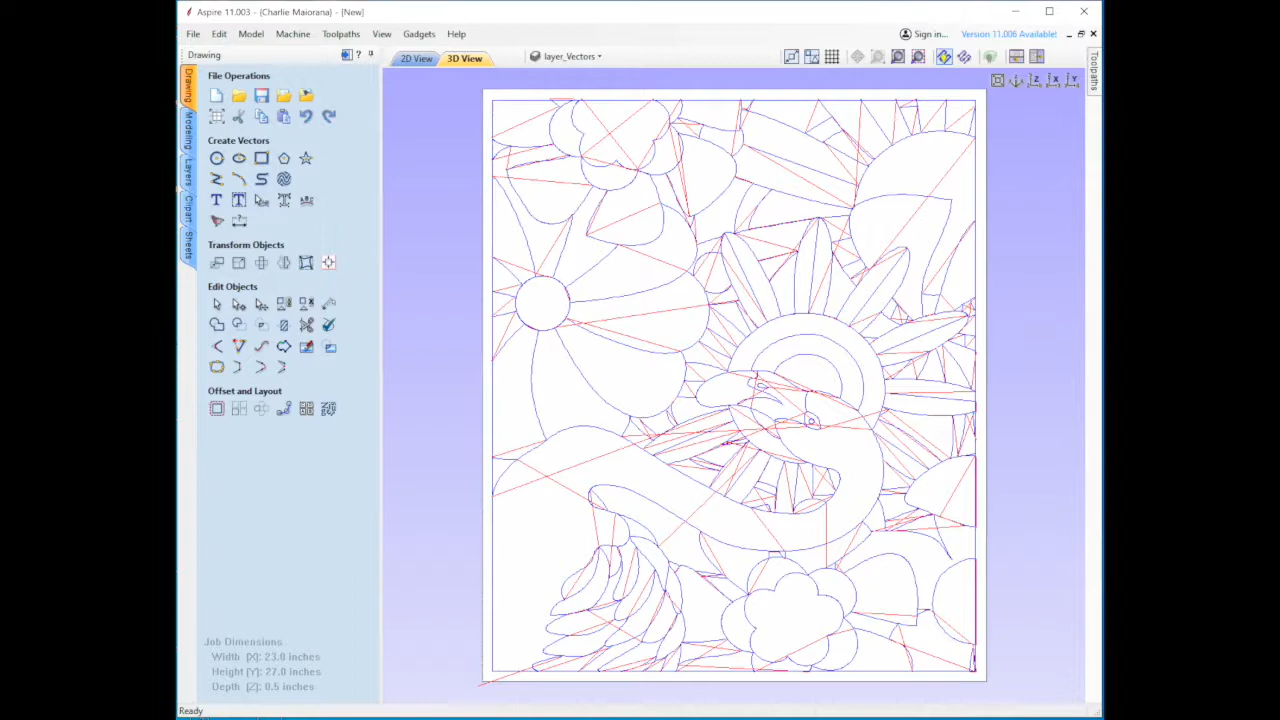 Aspire 11.003 - {Charlie Maiorana} - [New]
File Edit Model Machine Toolpaths View Gadgets Help
Sign in...
Version 11.006 Available!
Drawing
2D View
3D View
layer_Vectors
Toolpaths
Drawing
Modeling
Layers
Clipart
Sheets
File Operations
Create Vectors
Transform Objects
Edit Objects
Offset and Layout
Job Dimensions
Width [X]: 23.0 inches
Height [Y]: 27.0 inches
Depth [Z]: 0.5 inches
Ready